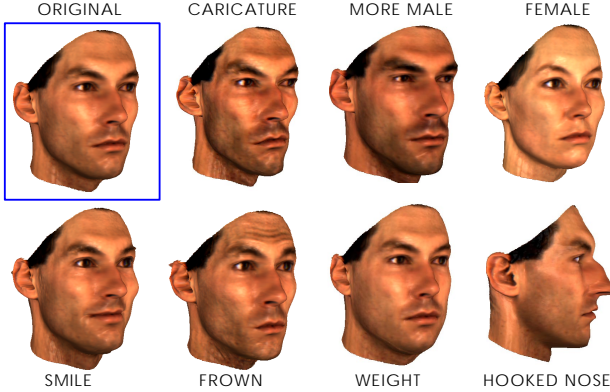 ORIGINAL
CARICATURE
MORE MALE
FEMALE
SMILE
FROWN
WEIGHT
HOOKED NOSE